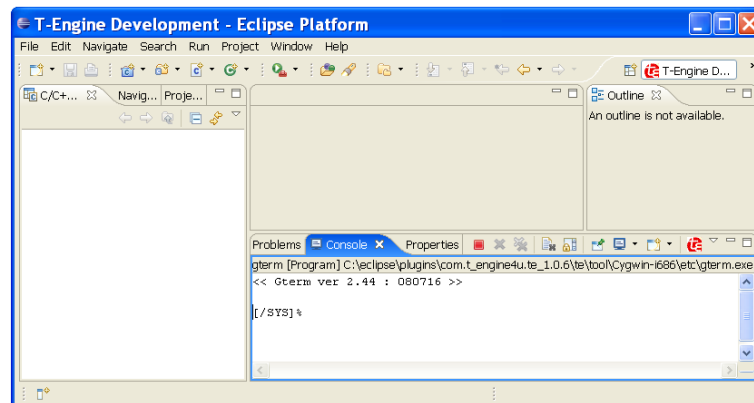 T-Engine Development - Eclipse Platform
File Edit Navigate Search Run Project Window Help
T-Engine D...
C/C+... Navig... Proje...
Outline
An outline is not available.
Problems Console Properties
gterm [Program] C:\eclipse\plugins\com.t_engine4u.te_1.0.6\te\tool\Cygwin-i686\etc\gterm.exe
<< Gterm ver 2.44 : 080716 >>
[/SYS]%